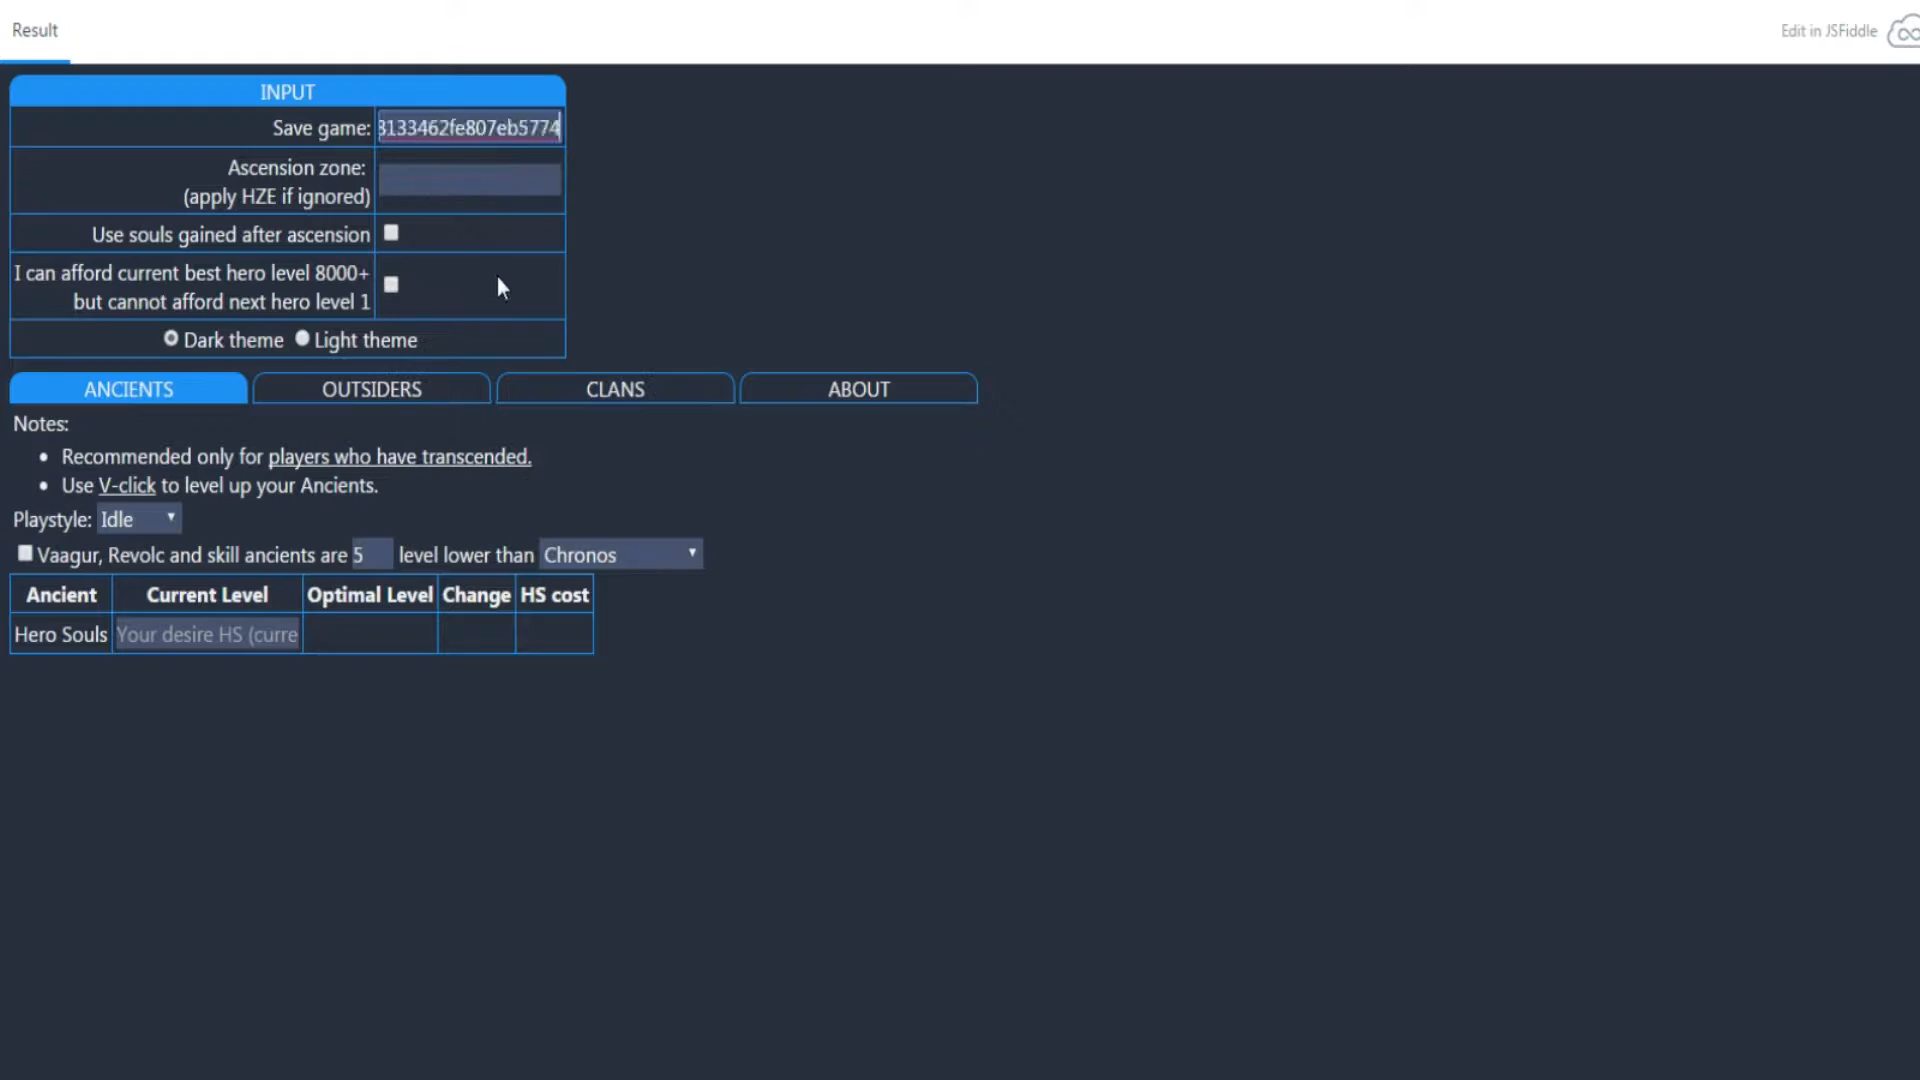 Result
Edit in JSFiddle
INPUT
Save game: 3133462fe807eb5774
Ascension zone:
(apply HZE if ignored)
Use souls gained after ascension
I can afford current best hero level 8000+
but cannot afford next hero level 1
Dark theme Light theme
ANCIENTS OUTSIDERS CLANS ABOUT
Notes:
Recommended only for players who have transcended.
Use V-click to level up your Ancients.
Playstyle: Idle
Vaagur, Revolc and skill ancients are 5 level lower than Chronos
Ancient Current Level Optimal Level Change HS cost
Hero Souls Your desire HS (curre